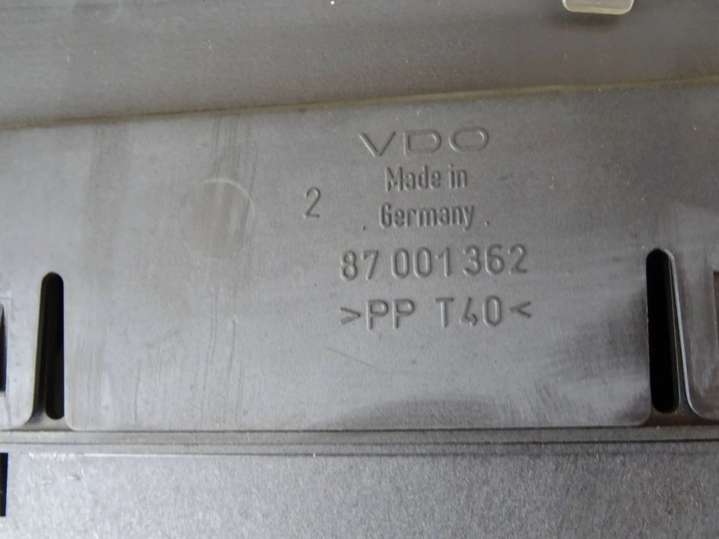 VDO
Made in
2
. Germany .
87 001 362
>PP T40<